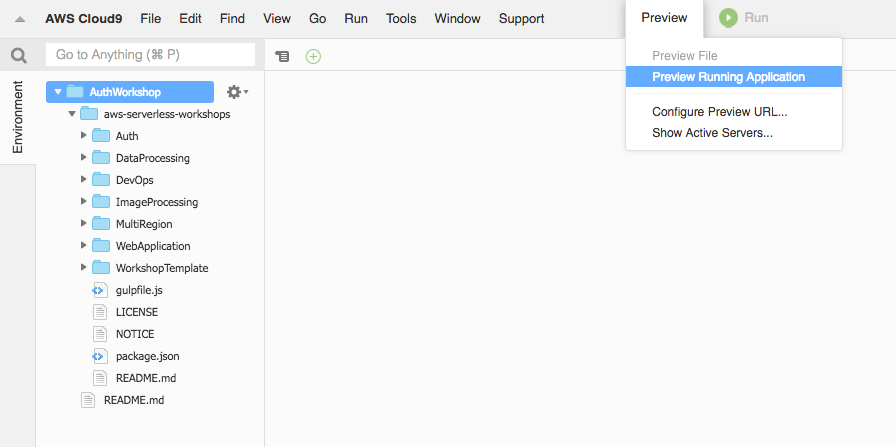 AWS Cloud9 File Edit Find View Go Run Tools Window Support Preview Run
Go to Anything (⌘ P)
Preview File
Preview Running Application
Configure Preview URL...
Show Active Servers...
Environment
AuthWorkshop
aws-serverless-workshops
Auth
DataProcessing
DevOps
ImageProcessing
MultiRegion
WebApplication
WorkshopTemplate
gulpfile.js
LICENSE
NOTICE
package.json
README.md
README.md